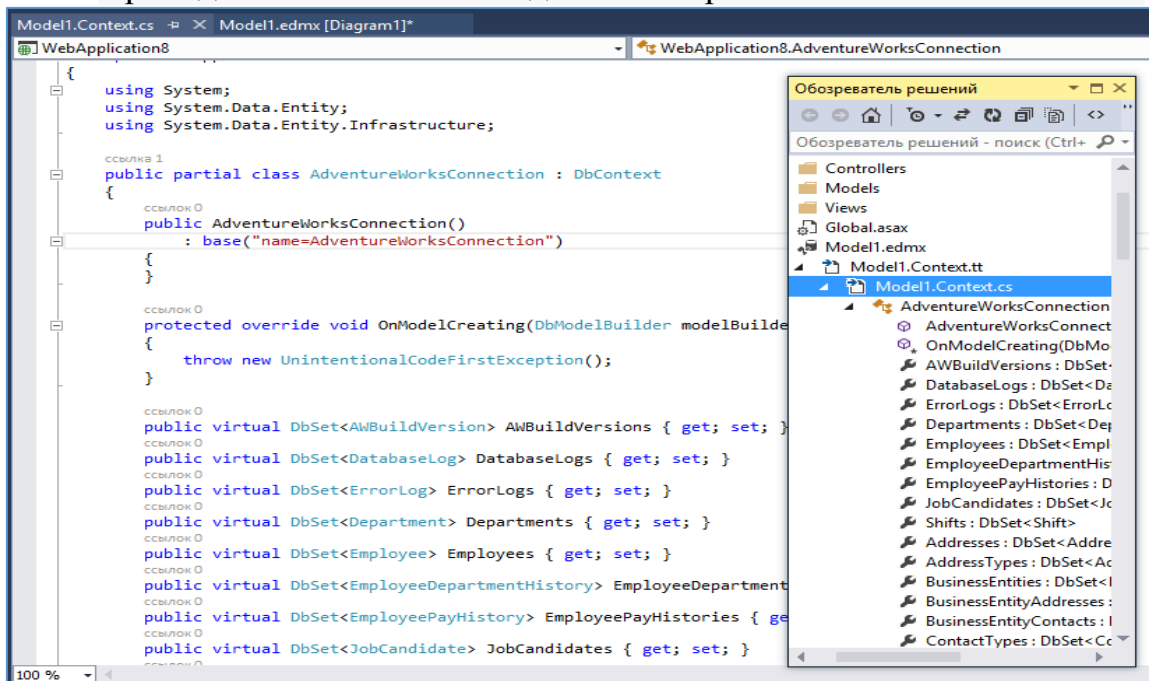 Model1.Context.cs Model1.edmx [Diagram1]*
WebApplication8 WebApplication8.AdventureWorksConnection
{
using System;
using System.Data.Entity;
using System.Data.Entity.Infrastructure;
ссылка 1
public partial class AdventureWorksConnection : DbContext
{
ссылок 0
public AdventureWorksConnection()
: base("name=AdventureWorksConnection")
{
}
ссылок 0
protected override void OnModelCreating(DbModelBuilder modelBuilde
{
throw new UnintentionalCodeFirstException();
}
ссылок 0
public virtual DbSet<AWBuildVersion> AWBuildVersions { get; set; }
ссылок 0
public virtual DbSet<DatabaseLog> DatabaseLogs { get; set; }
ссылок 0
public virtual DbSet<ErrorLog> ErrorLogs { get; set; }
ссылок 0
public virtual DbSet<Department> Departments { get; set; }
ссылок 0
public virtual DbSet<Employee> Employees { get; set; }
ссылок 0
public virtual DbSet<EmployeeDepartmentHistory> EmployeeDepartment
ссылок 0
public virtual DbSet<EmployeePayHistory> EmployeePayHistories { ge
ссылок 0
public virtual DbSet<JobCandidate> JobCandidates { get; set; }
100 %
Обозреватель решений
Обозреватель решений - поиск (Ctrl+
Controllers
Models
Views
Global.asax
Model1.edmx
Model1.Context.tt
Model1.Context.cs
AdventureWorksConnection
AdventureWorksConnect
OnModelCreating(DbMo
AWBuildVersions : DbSet<
DatabaseLogs : DbSet<Da
ErrorLogs : DbSet<ErrorLo
Departments : DbSet<Dep
Employees : DbSet<Empl
EmployeeDepartmentHis
EmployeePayHistories : D
JobCandidates : DbSet<Jo
Shifts : DbSet<Shift>
Addresses : DbSet<Addre
AddressTypes : DbSet<Ac
BusinessEntities : DbSet<
BusinessEntityAddresses :
BusinessEntityContacts :
ContactTypes : DbSet<Co